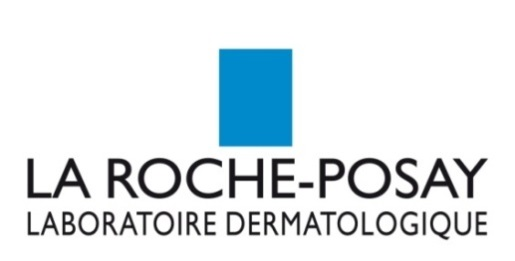 LA ROCHE-POSAY
LABORATOIRE DERMATOLOGIQUE